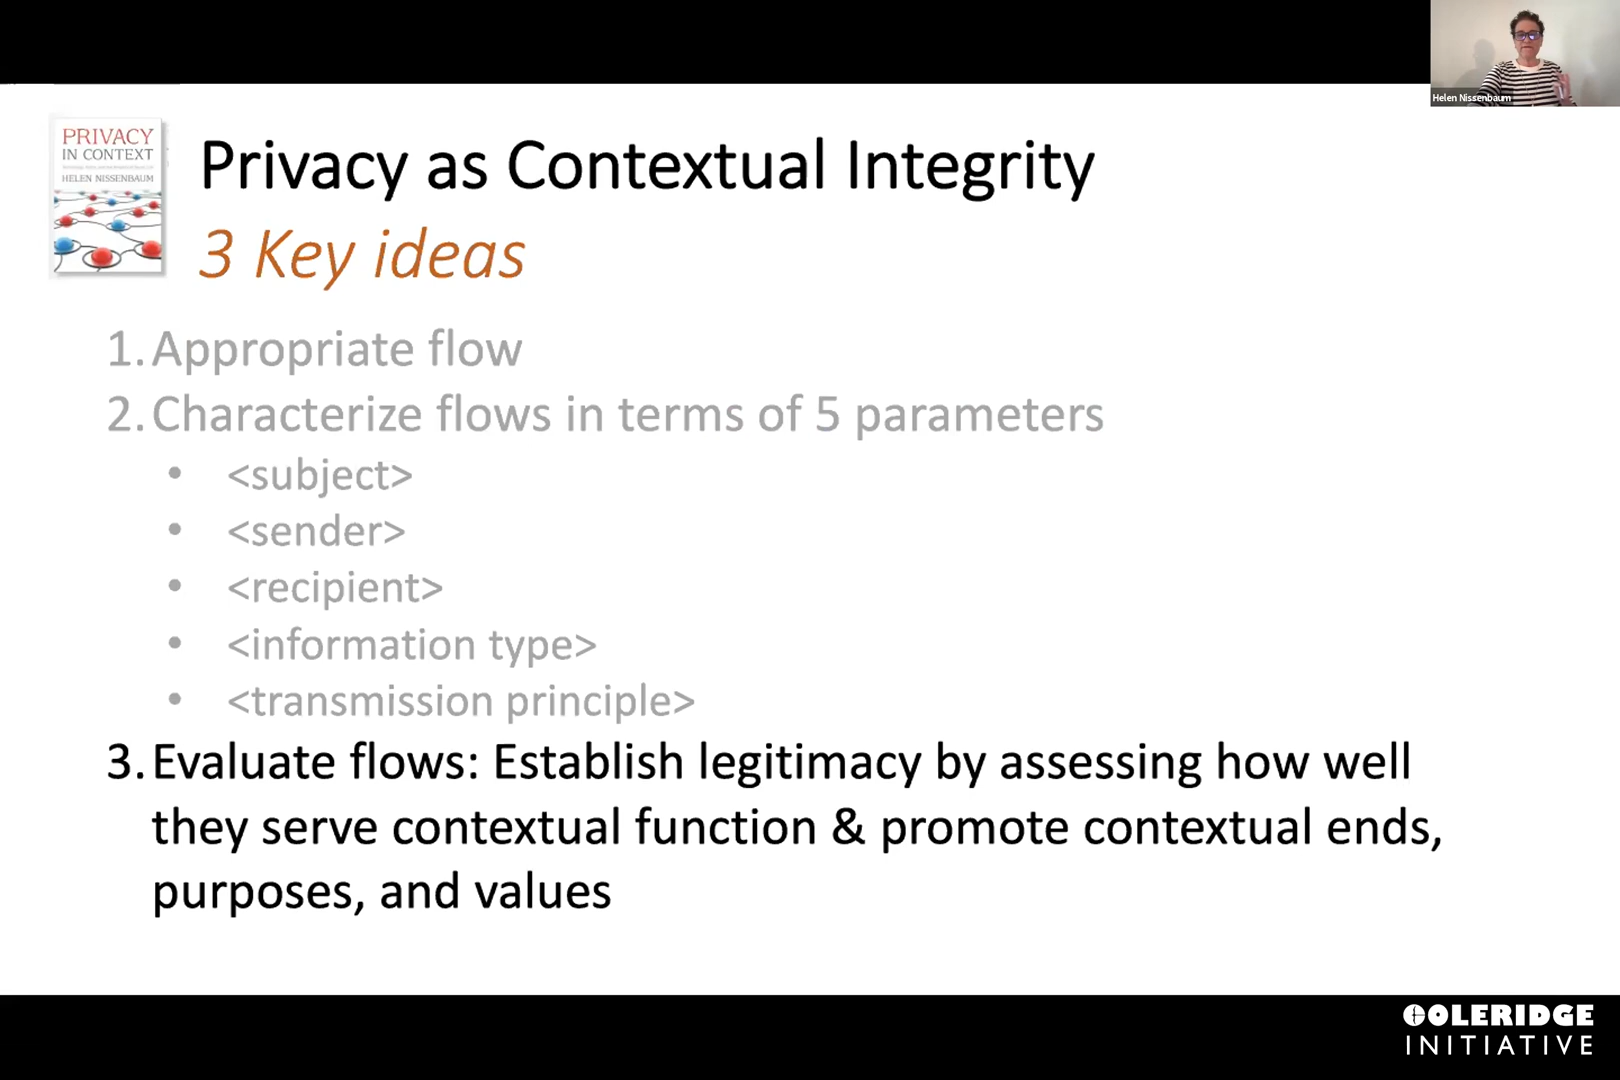 Helen Nissenbaum
PRIVACY
IN CONTEXT
HELEN NISSENBAUM
Privacy as Contextual Integrity
3 Key ideas
1. Appropriate flow
2. Characterize flows in terms of 5 parameters
• <subject>
• <sender>
• <recipient>
• <information type>
• <transmission principle>
3. Evaluate flows: Establish legitimacy by assessing how well
they serve contextual function & promote contextual ends,
purposes, and values
COLERIDGE
INITIATIVE